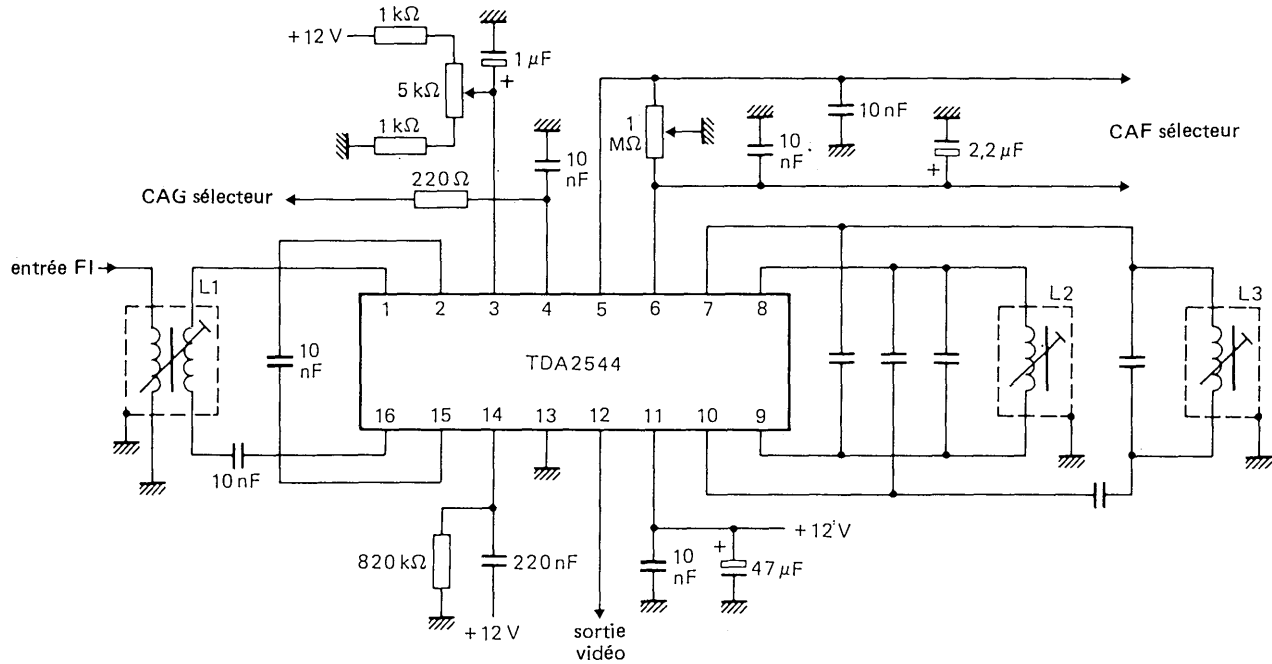 1 kΩ
+12 V
5 kΩ
1 kΩ
1 µF
+
10 nF
220 Ω
CAG sélecteur
1 MΩ
10 nF
10 nF
2,2 µF
+
CAF sélecteur
entrée FI
L1
10 nF
10 nF
1 2 3 4 5 6 7 8
TDA2544
16 15 14 13 12 11 10 9
L2
L3
820 kΩ
220 nF
+12 V
sortie vidéo
10 nF
+
47 µF
+12 V